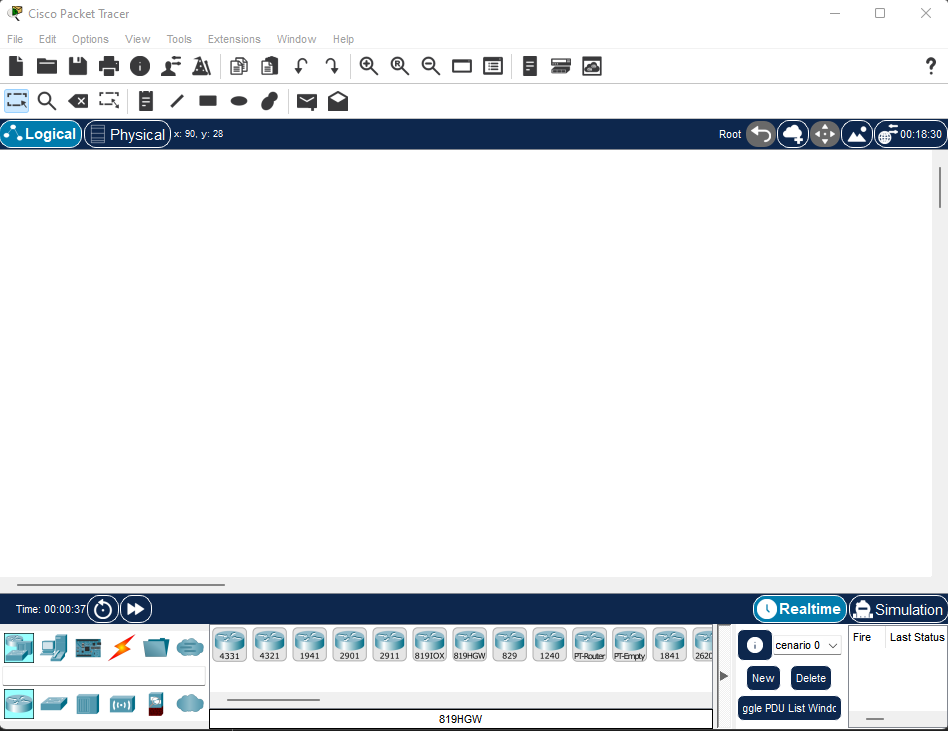 Cisco Packet Tracer
File Edit Options View Tools Extensions Window Help
Logical Physical x: 90, y: 28 Root 00:18:30
Time: 00:00:37 Realtime Simulation
4331 4321 1941 2901 2911 819IOX 819HGW 829 1240 PT-Router PT-Empty 1841 2620
cenario 0
Fire Last Status
New Delete
ggle PDU List Windo
819HGW